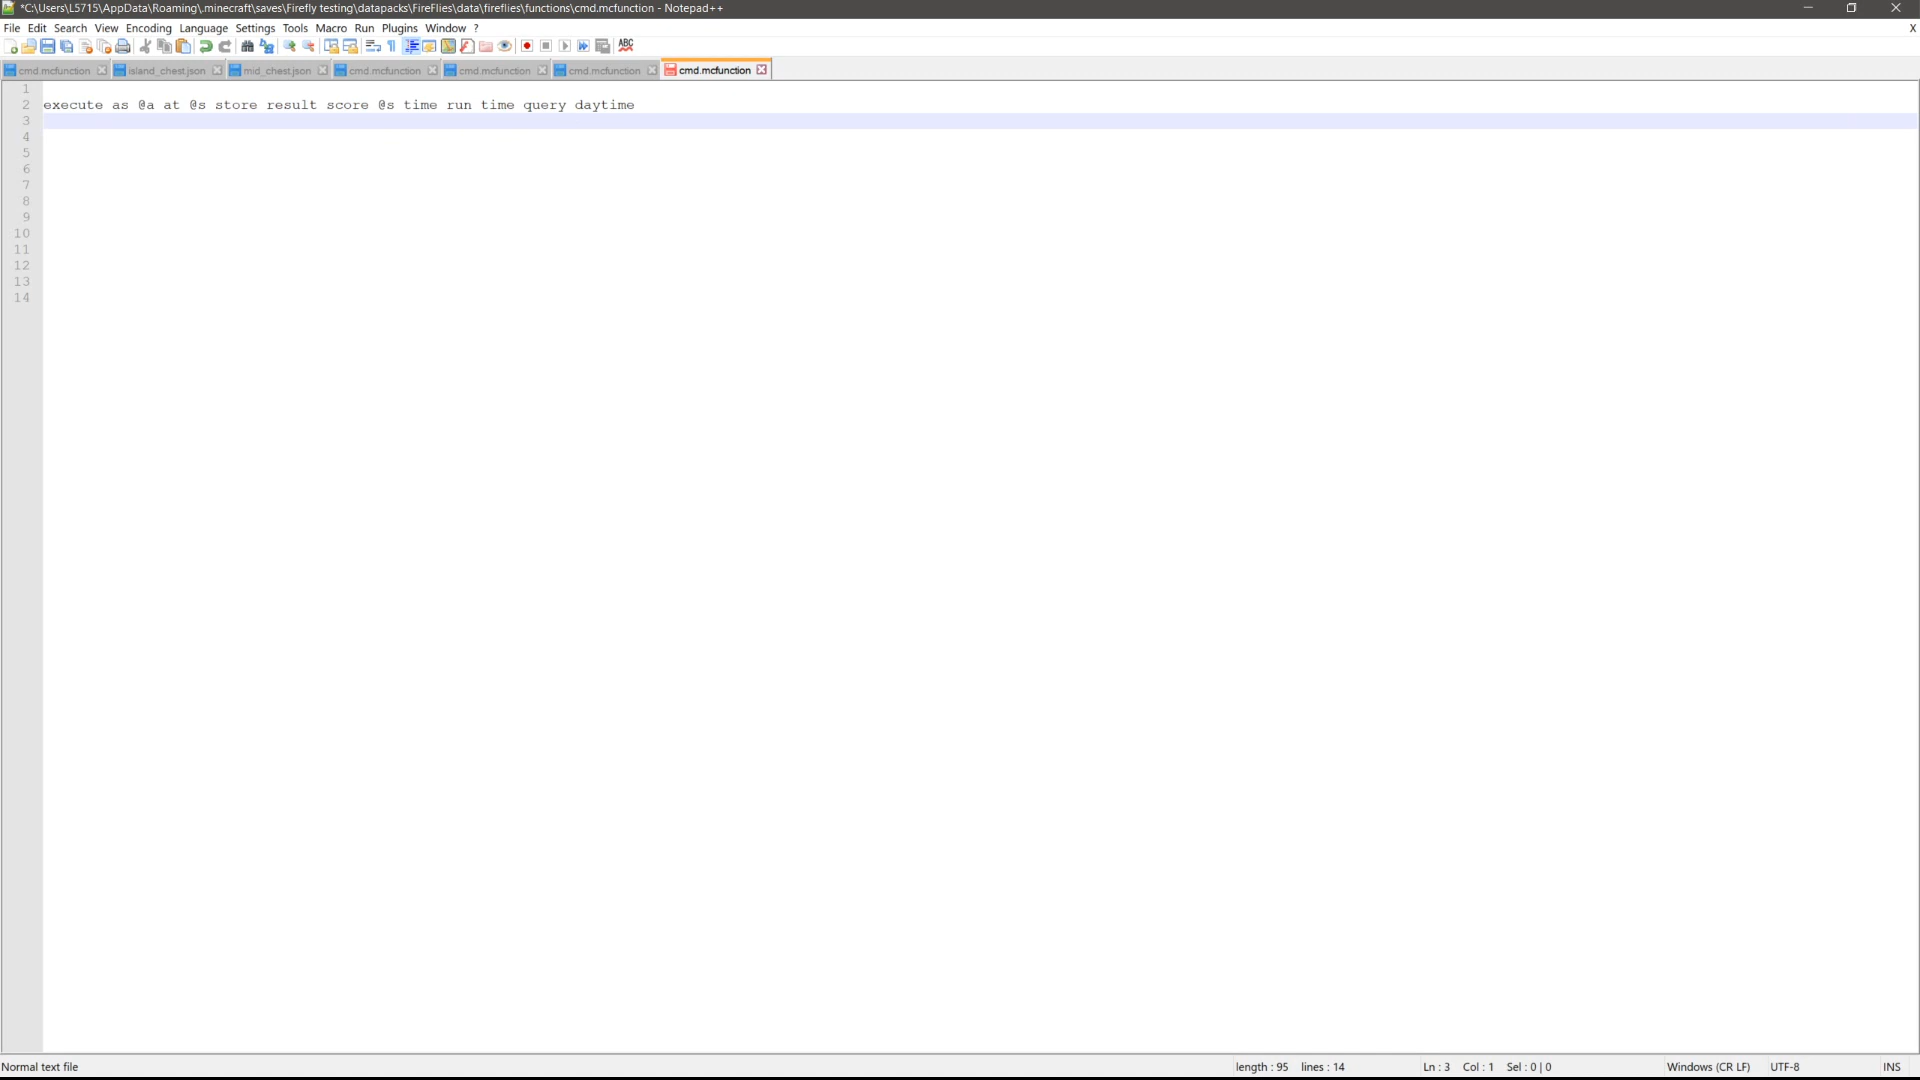 *C:\Users\L5715\AppData\Roaming\.minecraft\saves\Firefly testing\datapacks\FireFlies\data\fireflies\functions\cmd.mcfunction - Notepad++
File Edit Search View Encoding Language Settings Tools Macro Run Plugins Window ? X
ABC
cmd.mcfunction island_chest.json mid_chest.json cmd.mcfunction cmd.mcfunction cmd.mcfunction cmd.mcfunction
1
2 execute as @a at @s store result score @s time run time query daytime
3
4
5
6
7
8
9
10
11
12
13
14
Normal text file length : 95 lines : 14 Ln : 3 Col : 1 Sel : 0 | 0 Windows (CR LF) UTF-8 INS